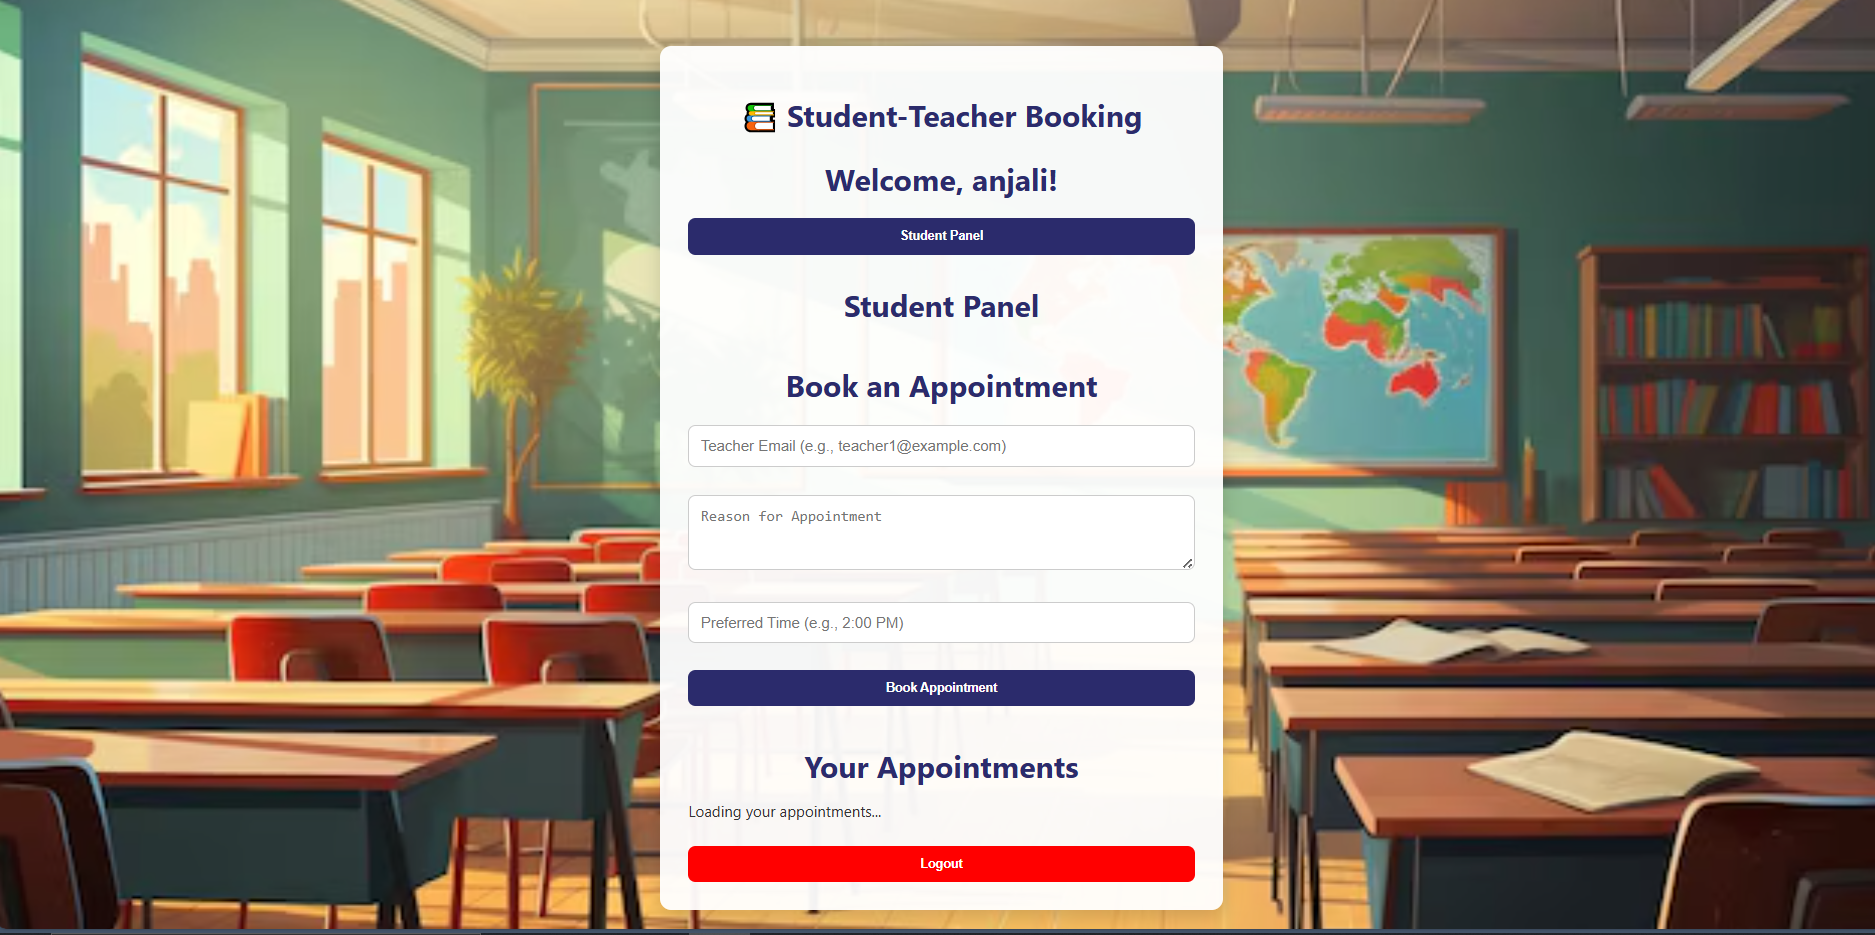 Student-Teacher Booking
Welcome, anjali!
Student Panel
Student Panel
Book an Appointment
Teacher Email (e.g., teacher1@example.com)
Reason for Appointment
Preferred Time (e.g., 2:00 PM)
Book Appointment
Your Appointments
Loading your appointments...
Logout